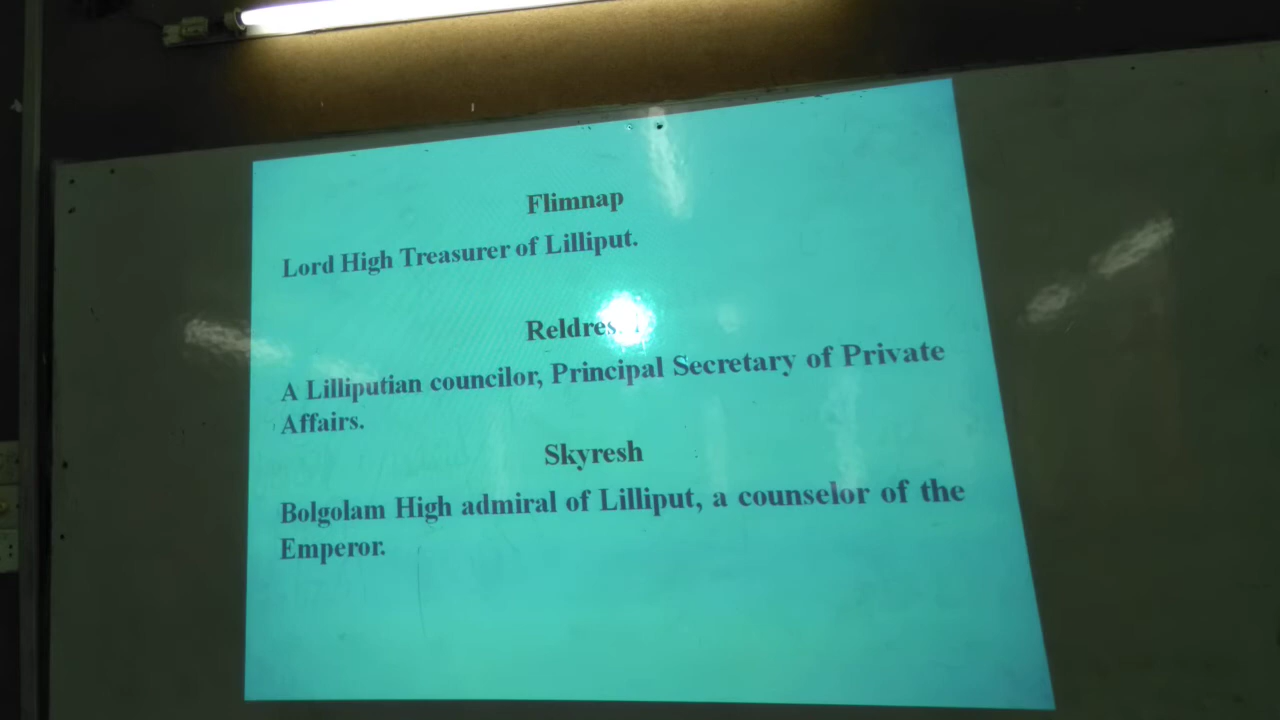 Flimnap
Lord High Treasurer of Lilliput.
A Lilliputian councilor, Principal Secretary of Private
Affairs.
Skyresh
Bolgolam High admiral of Lilliput, a counselor of the
Emperor.